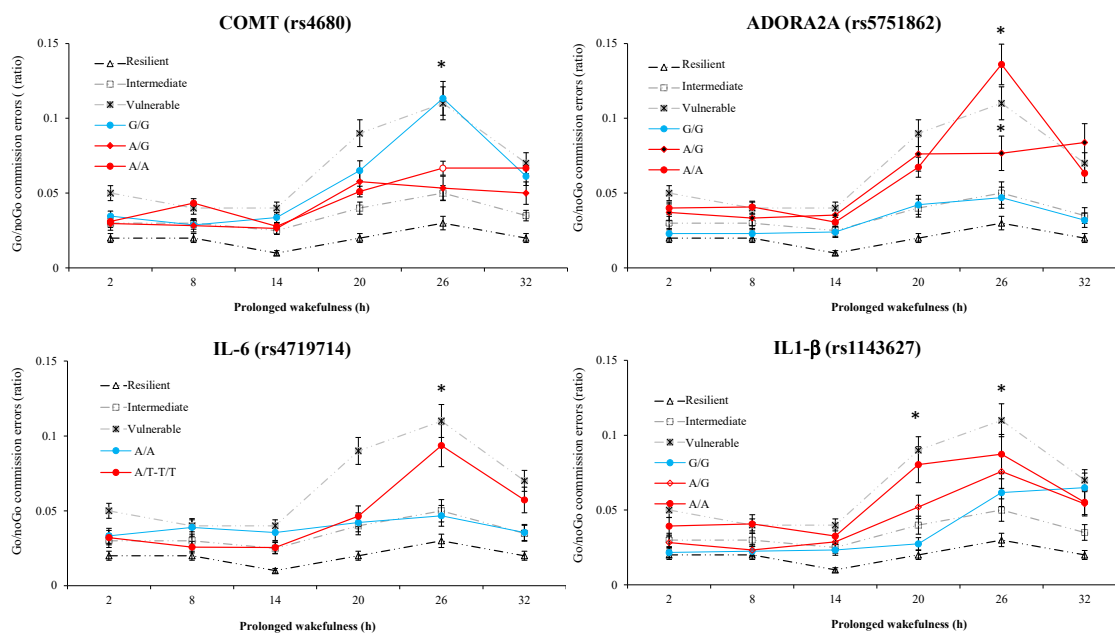 COMT (rs4680)
Go/noGo commission errors ( (ratio)
0.15
0.1
0.05
0
Resilient
Intermediate
Vulnerable
G/G
A/G
A/A
*
2 8 14 20 26 32
Prolonged wakefulness (h)
ADORA2A (rs5751862)
Go/noGo commission errors (ratio)
0.15
0.1
0.05
0
Resilient
Intermediate
Vulnerable
G/G
A/G
A/A
*
*
2 8 14 20 26 32
Prolonged wakefulness (h)
IL-6 (rs4719714)
Go/noGo commission errors (ratio)
0.15
0.1
0.05
0
Resilient
Intermediate
Vulnerable
A/A
A/T-T/T
*
2 8 14 20 26 32
Prolonged wakefulness (h)
IL1-β (rs1143627)
Go/noGo commission errors (ratio)
0.15
0.1
0.05
0
Resilient
Intermediate
Vulnerable
G/G
A/G
A/A
*
*
2 8 14 20 26 32
Prolonged wakefulness (h)